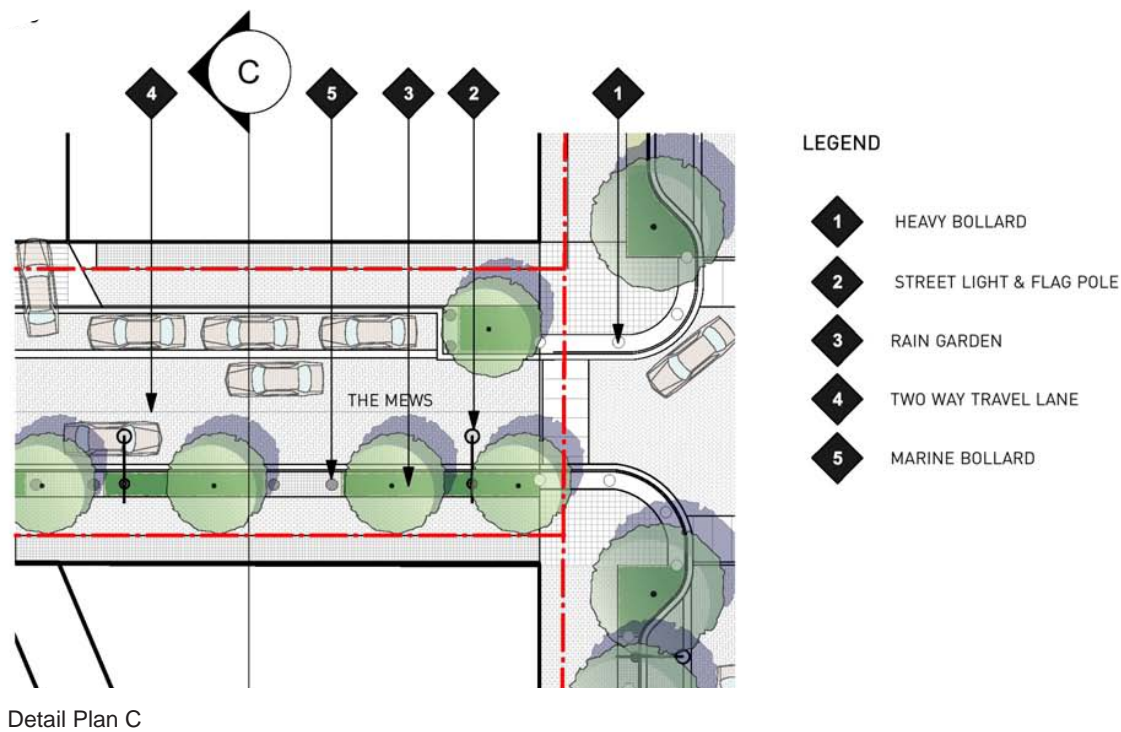 C
4
5
3
2
1
THE MEWS
LEGEND
1 HEAVY BOLLARD
2 STREET LIGHT & FLAG POLE
3 RAIN GARDEN
4 TWO WAY TRAVEL LANE
5 MARINE BOLLARD
Detail Plan C